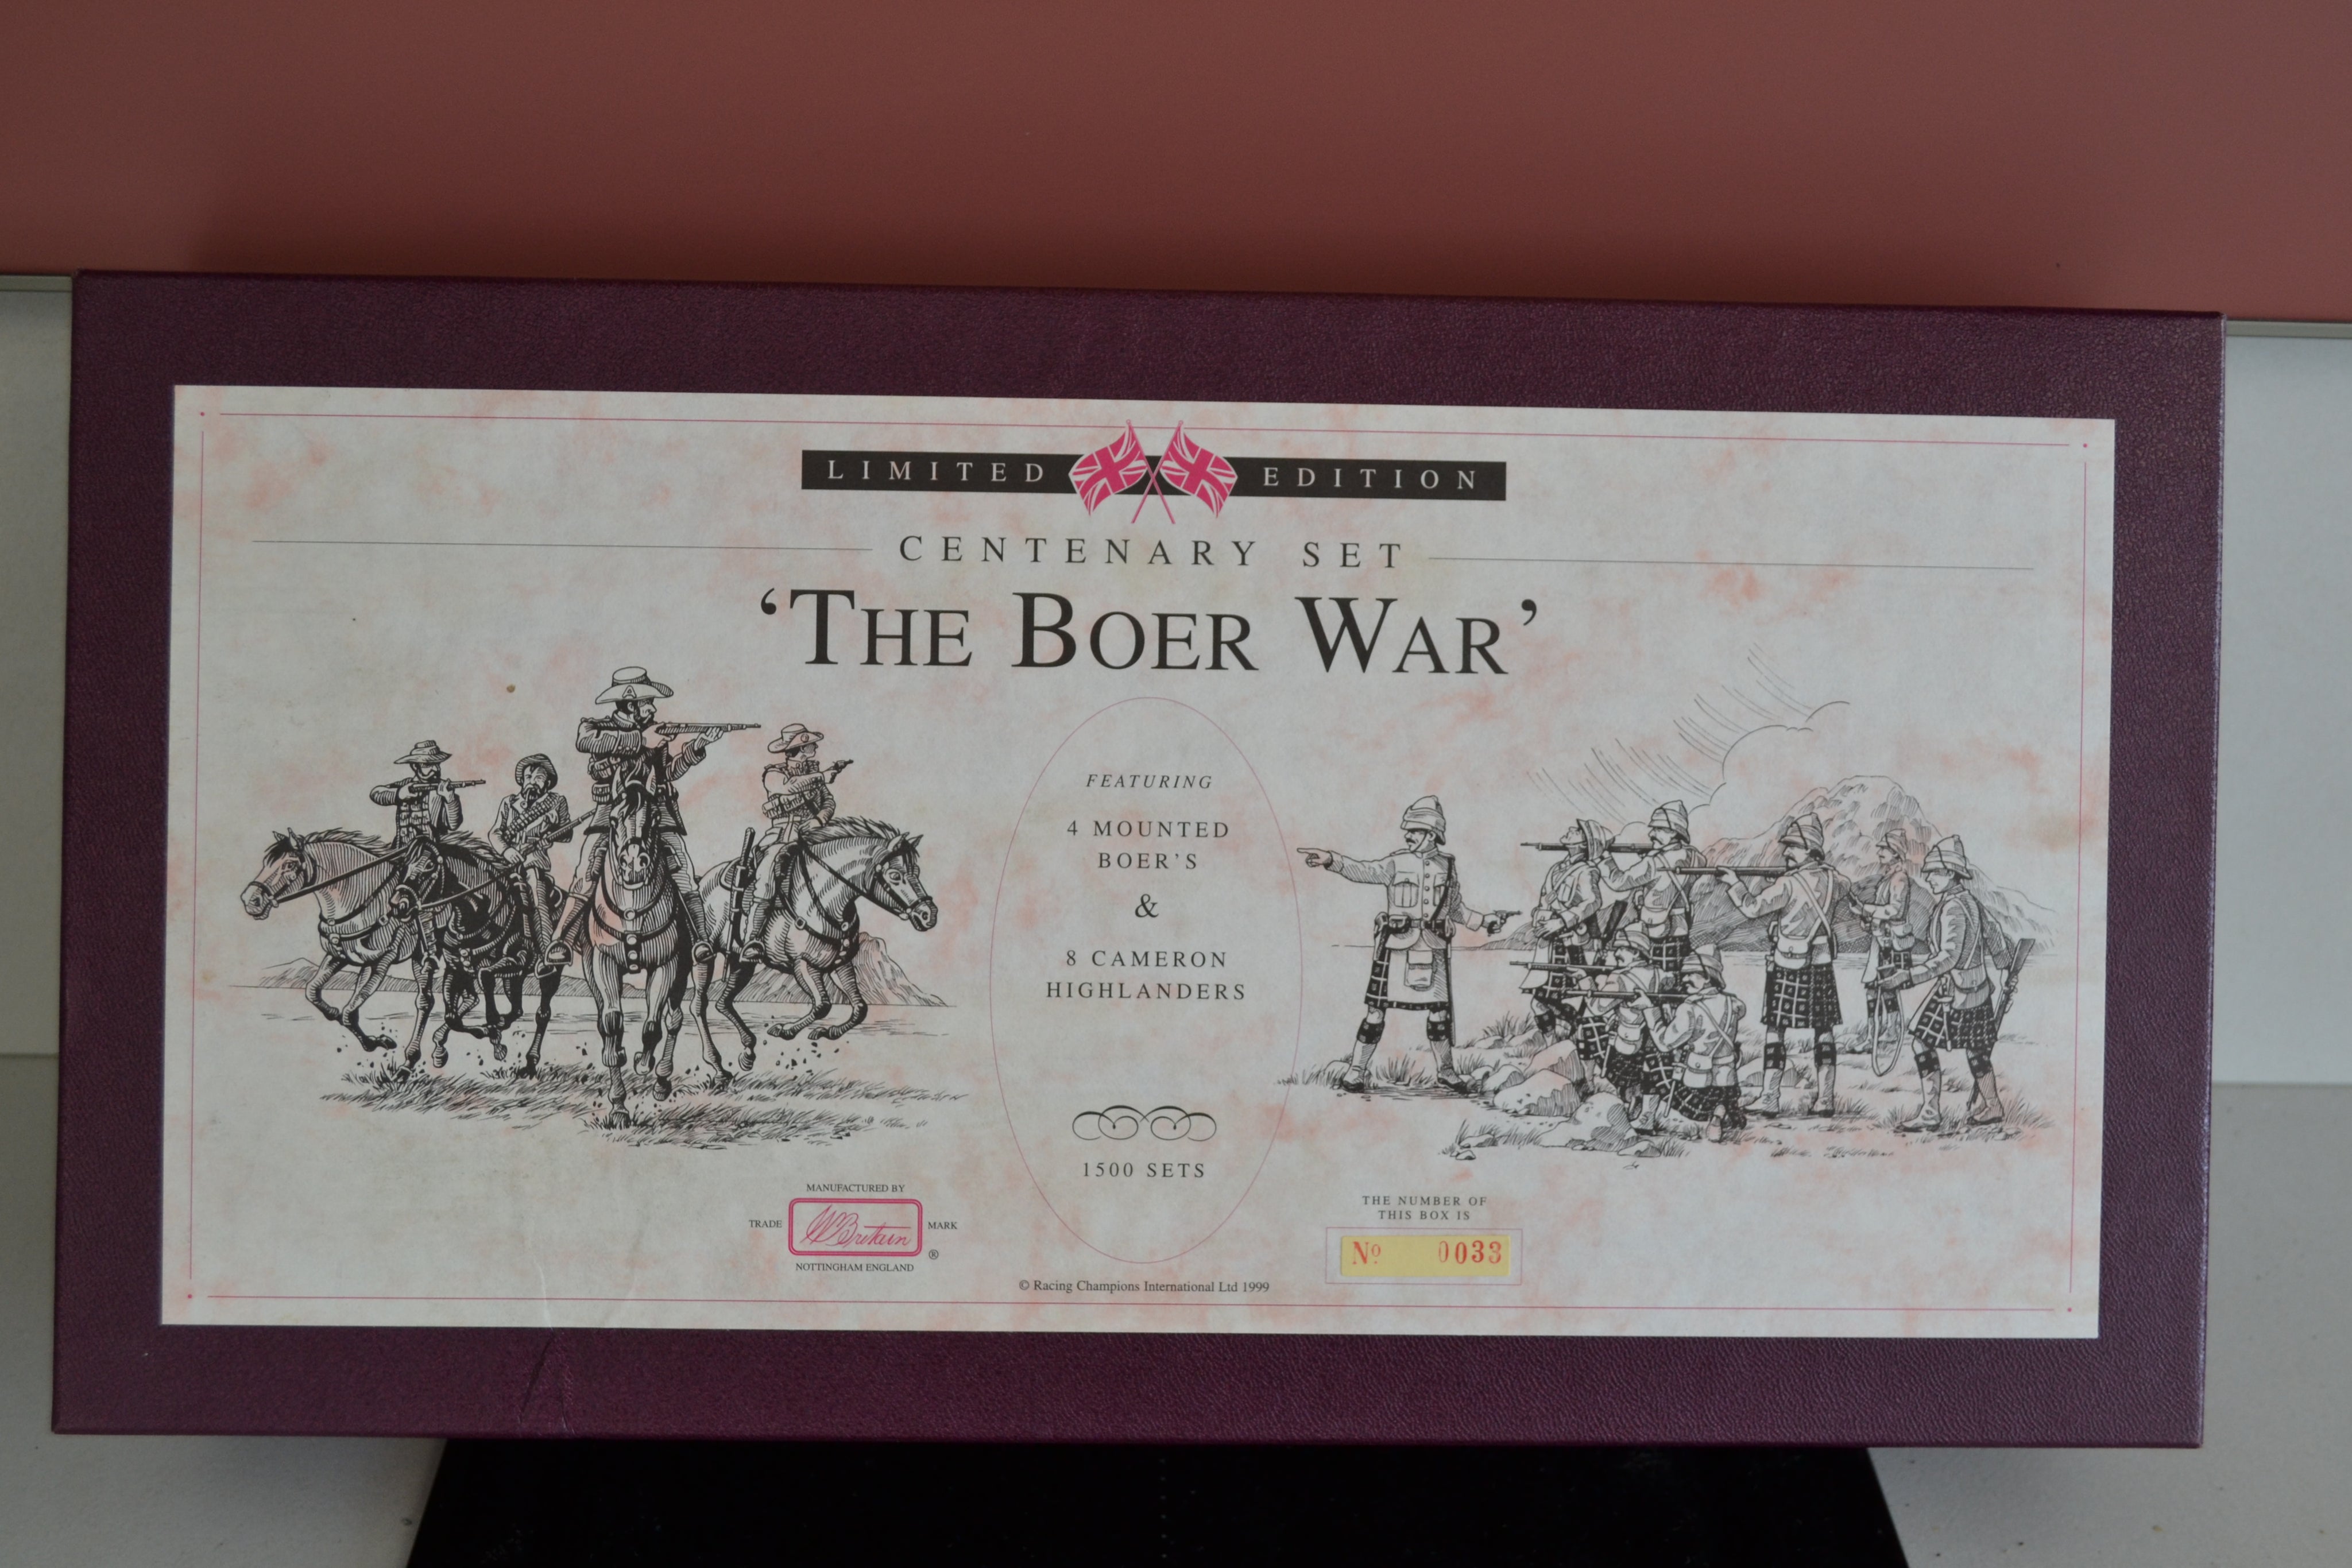 LIMITED EDITION
CENTENARY SET
‘THE BOER WAR’
FEATURING
4 MOUNTED
BOER'S
&
8 CAMERON
HIGHLANDERS
1500 SETS
MANUFACTURED BY
TRADE WBritain MARK
®
NOTTINGHAM ENGLAND
THE NUMBER OF
THIS BOX IS
Nº 0033
© Racing Champions International Ltd 1999